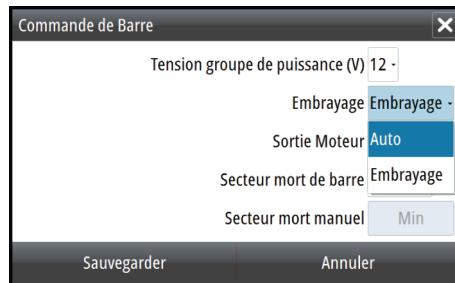 Commande de Barre
Tension groupe de puissance (V) 12
Embrayage Embrayage
Sortie Moteur Auto
Secteur mort de barre Embrayage
Secteur mort manuel Min
Sauvegarder Annuler